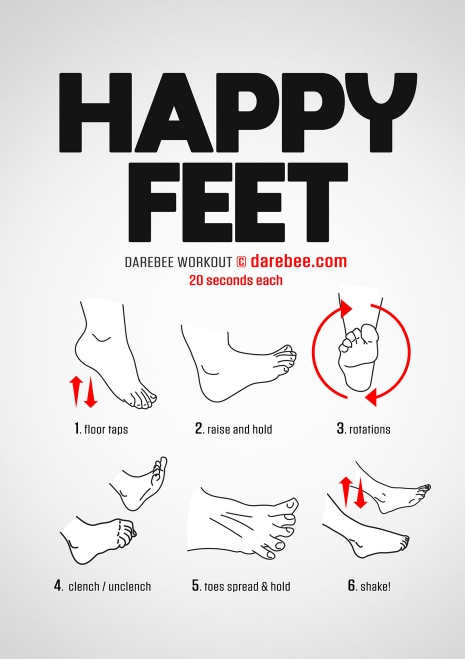 HAPPY
FEET
DAREBEE WORKOUT © darebee.com
20 seconds each
1. floor taps
2. raise and hold
3. rotations
4. clench / unclench
5. toes spread & hold
6. shake!